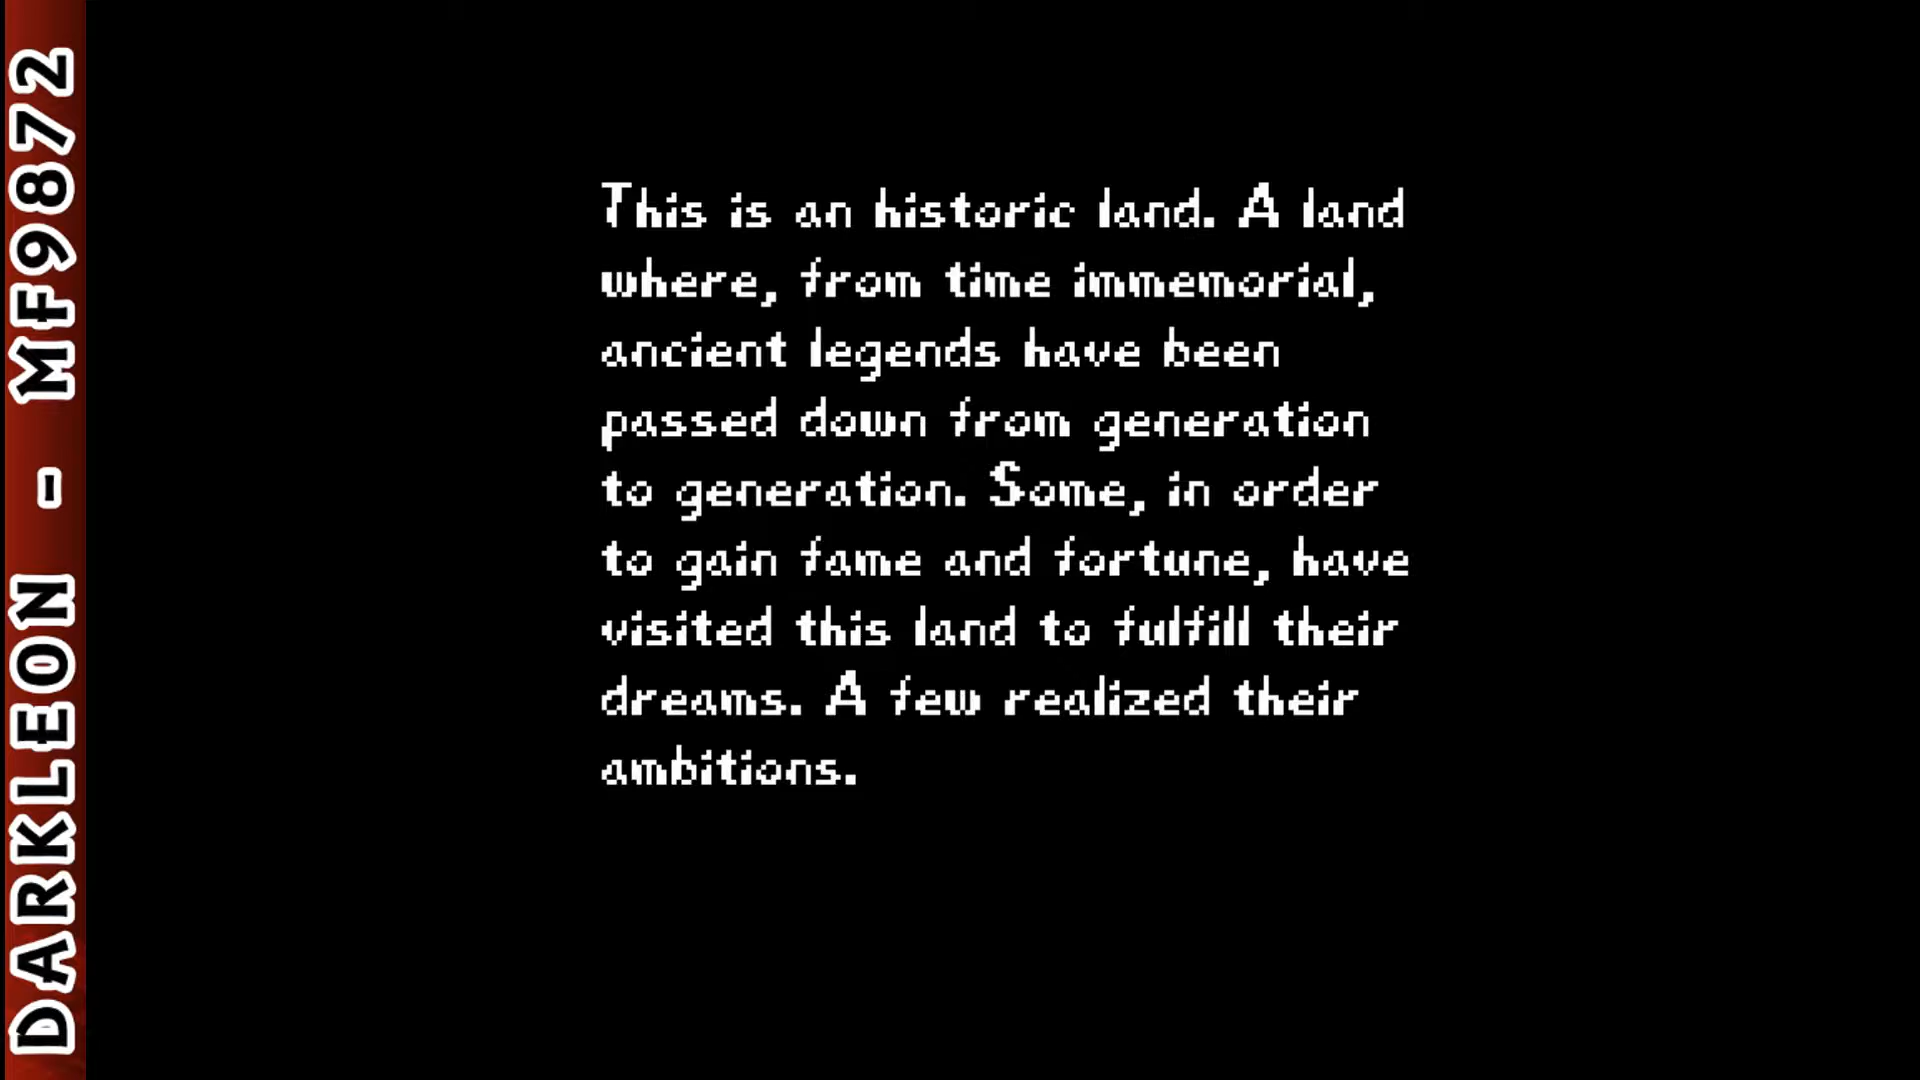 DARKLEON - MF9872
This is an historic land. A land
where, from time immemorial,
ancient legends have been
passed down from generation
to generation. Some, in order
to gain fame and fortune, have
visited this land to fulfill their
dreams. A few realized their
ambitions.